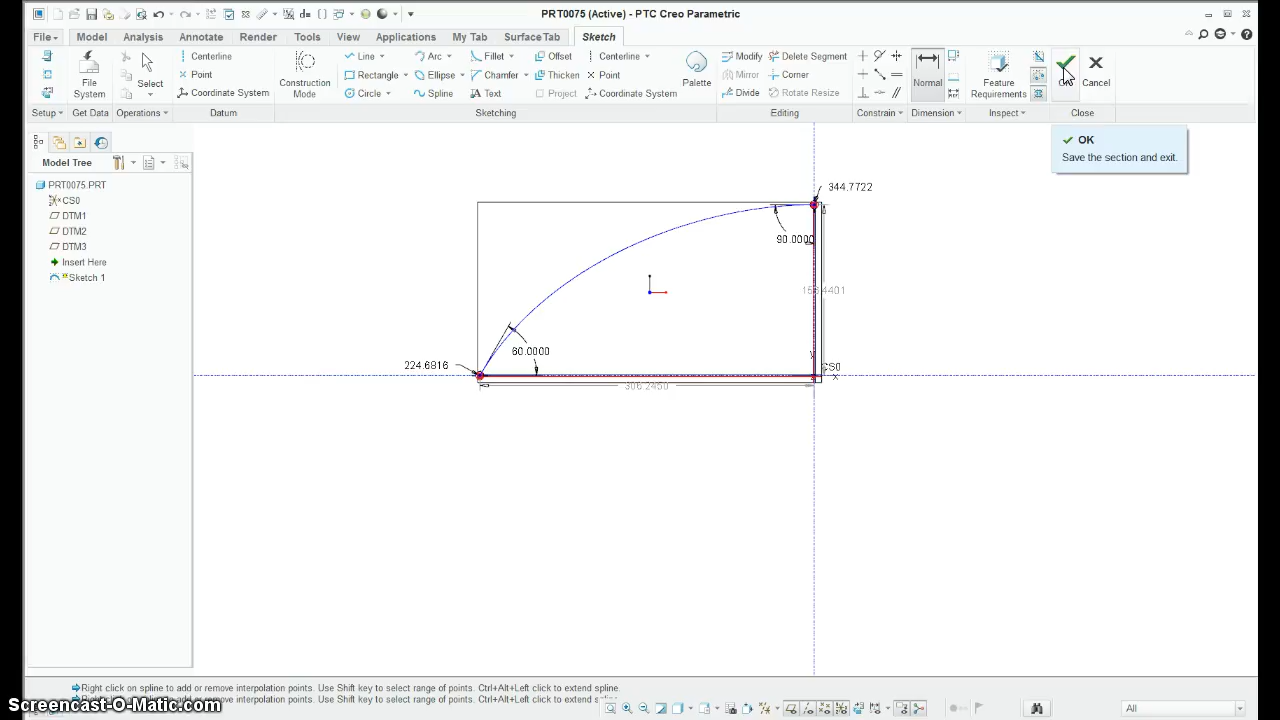 PRT0075 (Active) - PTC Creo Parametric
File Model Analysis Annotate Render Tools View Applications My Tab Surface Tab Sketch
Centerline Line Arc Fillet Offset Centerline Modify Delete Segment
Point Rectangle Ellipse Chamfer Thicken Point Mirror Corner
Coordinate System Circle Spline Text Project Coordinate System Divide Rotate Resize
File System Select Construction Mode Palette Normal Feature Requirements Cancel
Setup Get Data Operations Datum Sketching Editing Constrain Dimension Inspect Close
OK
Save the section and exit.
Model Tree
PRT0075.PRT
CS0
DTM1
DTM2
DTM3
Insert Here
Sketch 1
344.7722
90.0000
60.0000
224.6816
306.2450
CS0
X
Right click on spline to add or remove interpolation points. Use Shift key to select range of points. Ctrl+Alt+Left click to extend spline.
Screencast-O-Matic.com
All